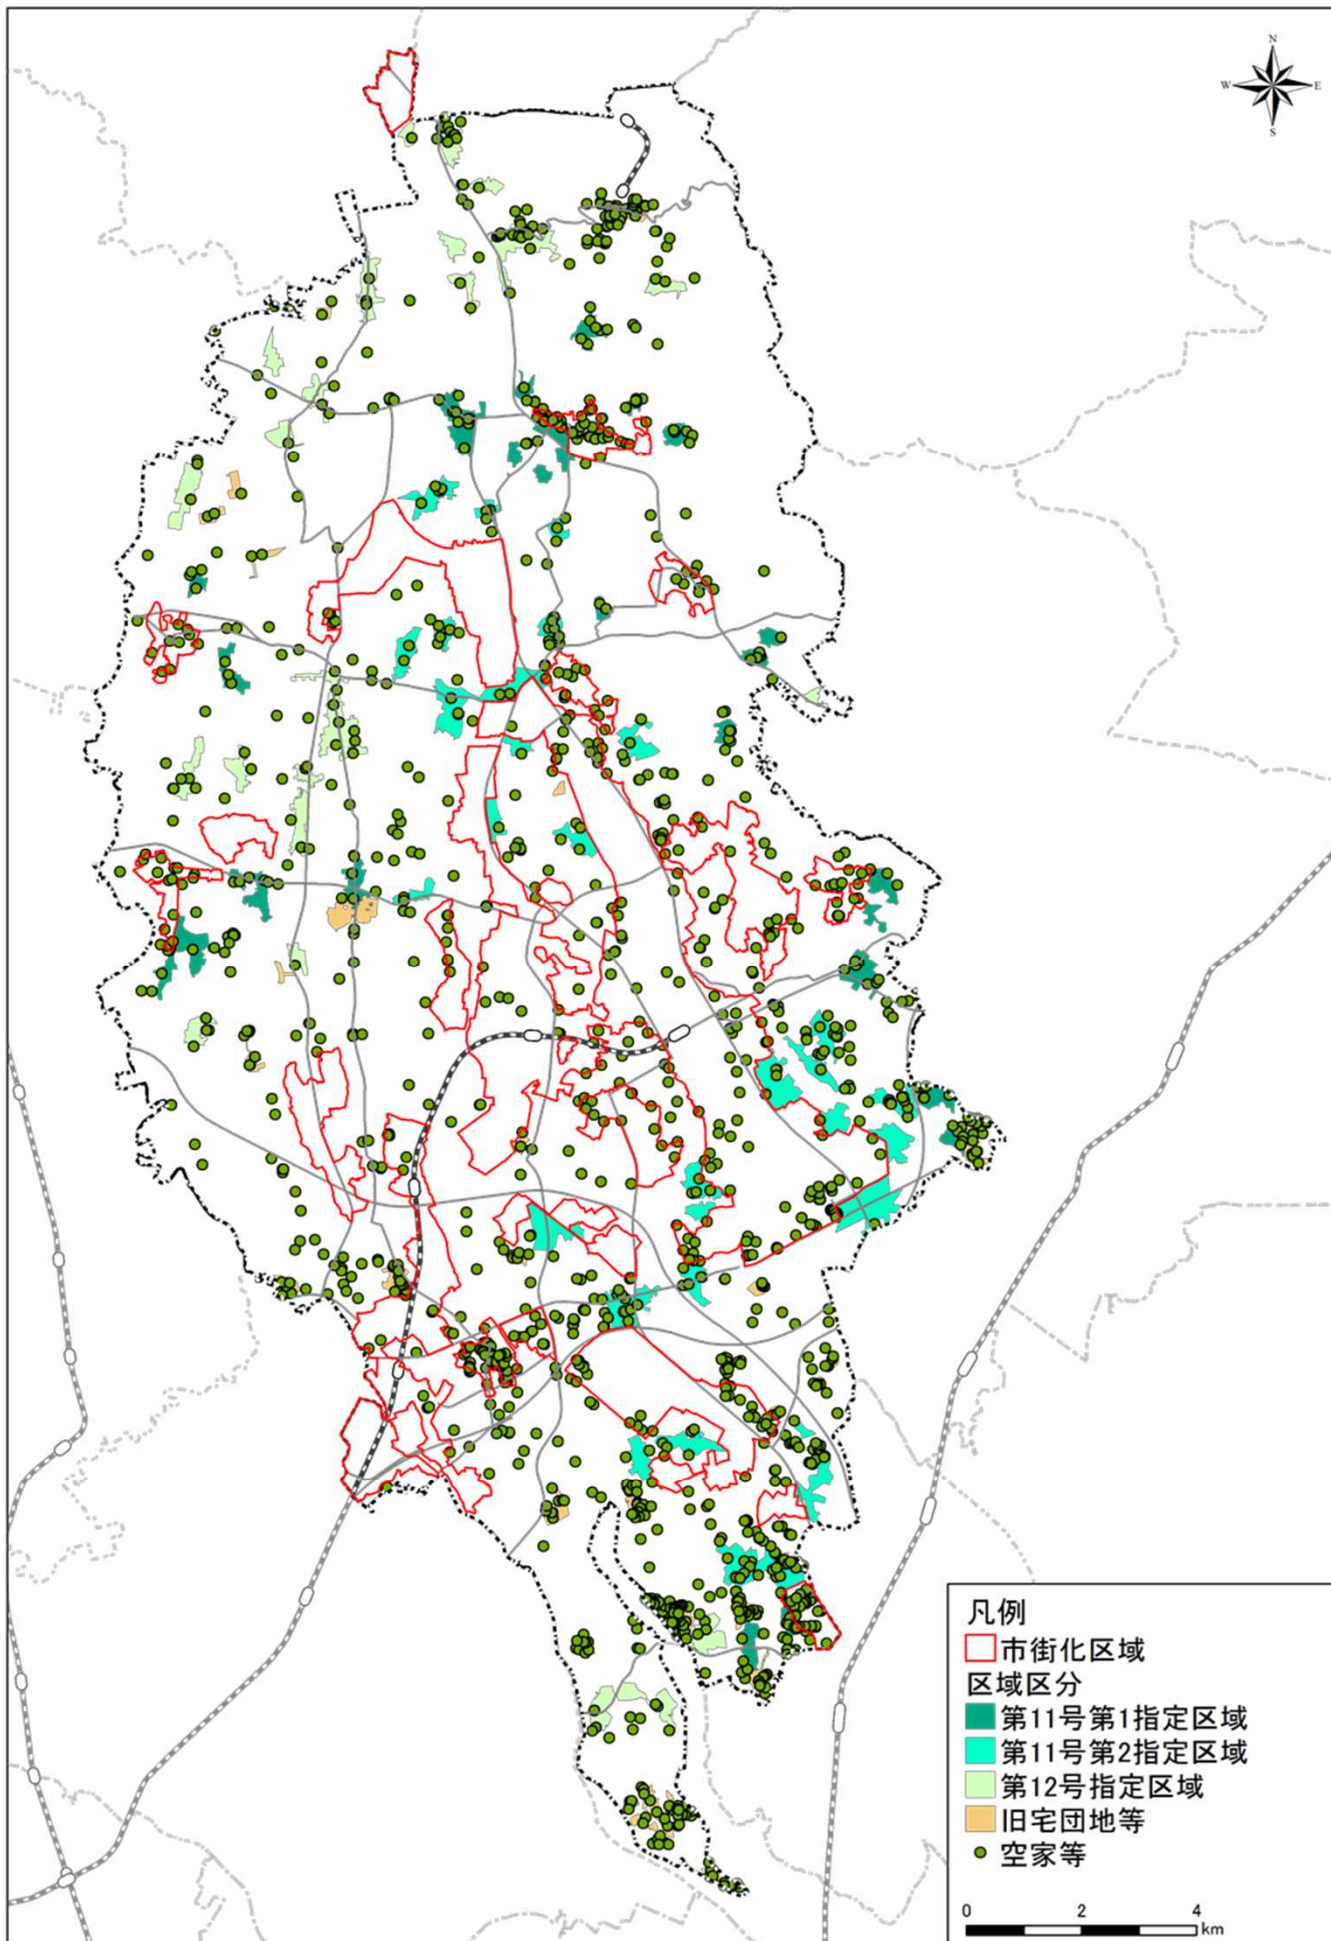 N
W
E
S
凡例
市街化区域
区域区分
第11号第1指定区域
第11号第2指定区域
第12号指定区域
旧宅団地等
空家等
0 2 4
km